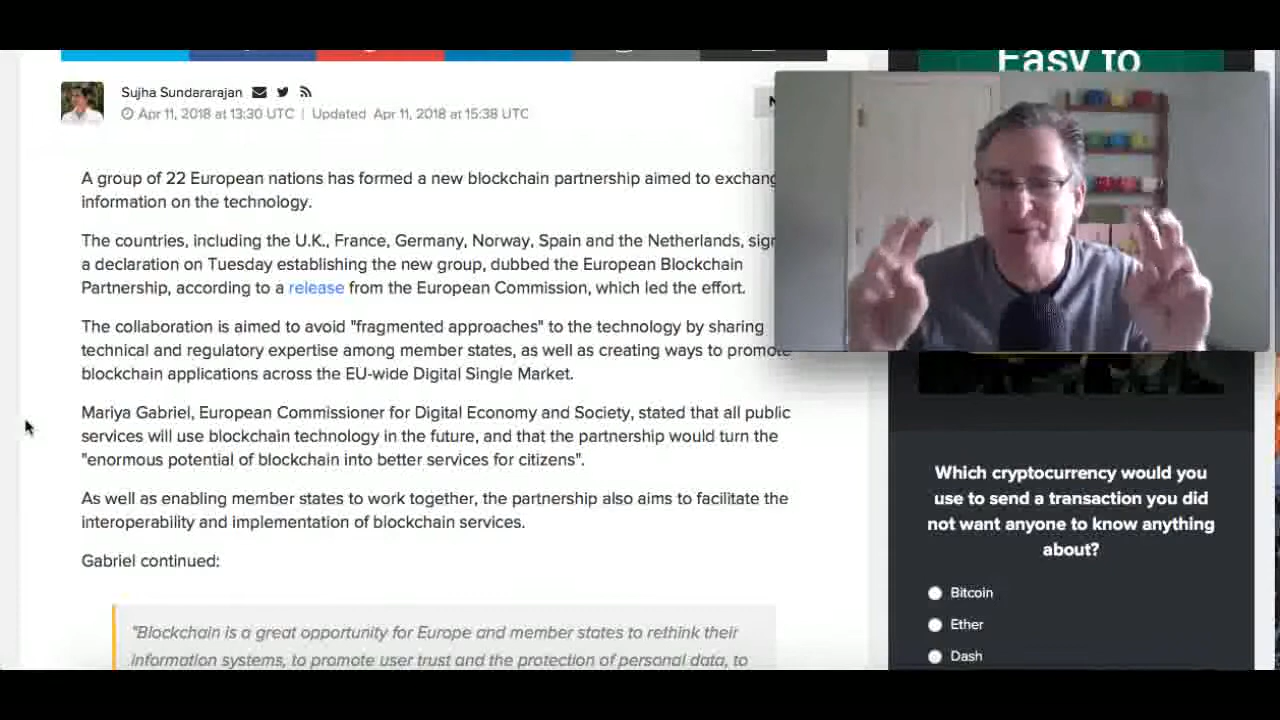 Easy to
Sujha Sundararajan
Apr 11, 2018 at 13:30 UTC | Updated Apr 11, 2018 at 15:38 UTC
A group of 22 European nations has formed a new blockchain partnership aimed to
information on the technology.
The countries, including the U.K., France, Germany, Norway, Spain and the Netherlands,
a declaration on Tuesday establishing the new group, dubbed the European Blockchain
Partnership, according to a release from the European Commission, which led the effort.
The collaboration is aimed to avoid "fragmented approaches" to the technology by sharing
technical and regulatory expertise among member states, as well as creating ways to promote
blockchain applications across the EU-wide Digital Single Market.
Mariya Gabriel, European Commissioner for Digital Economy and Society, stated that all public
services will use blockchain technology in the future, and that the partnership would turn the
"enormous potential of blockchain into better services for citizens".
As well as enabling member states to work together, the partnership also aims to facilitate the
interoperability and implementation of blockchain services.
Gabriel continued:
"Blockchain is a great opportunity for Europe and member states to rethink their
information systems, to promote user trust and the protection of personal data, to
Which cryptocurrency would you
use to send a transaction you did
not want anyone to know anything
about?
Bitcoin
Ether
Dash